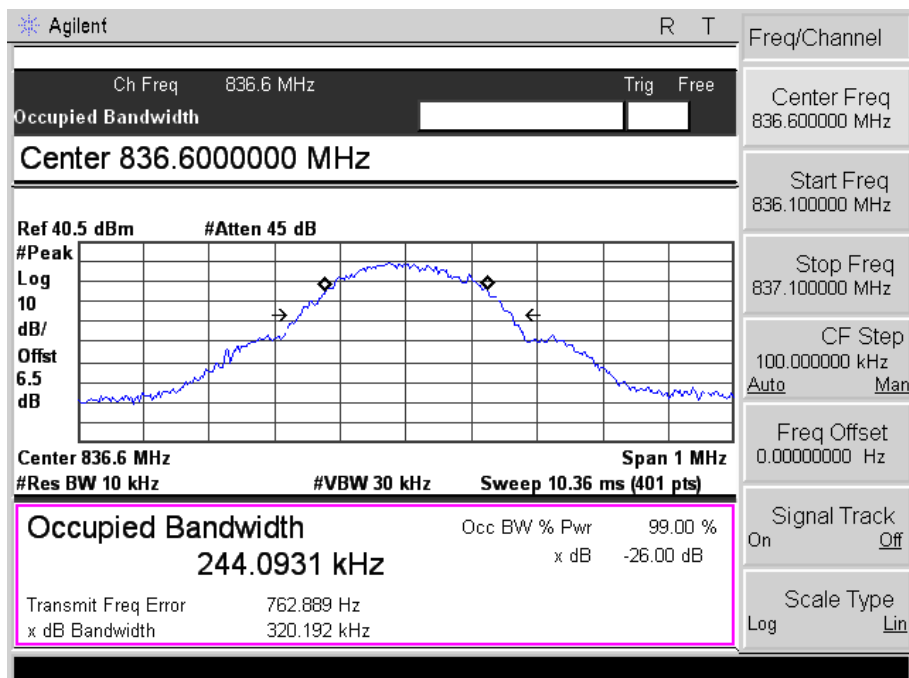 Agilent R T
Ch Freq 836.6 MHz Trig Free
Occupied Bandwidth
Center 836.6000000 MHz
Ref 40.5 dBm #Atten 45 dB
#Peak
Log
10
dB/
Offst
6.5
dB
Center 836.6 MHz Span 1 MHz
#Res BW 10 kHz #VBW 30 kHz Sweep 10.36 ms (401 pts)
Occupied Bandwidth
244.0931 kHz
Occ BW % Pwr 99.00 %
x dB -26.00 dB
Transmit Freq Error 762.889 Hz
x dB Bandwidth 320.192 kHz
Freq/Channel
Center Freq
836.600000 MHz
Start Freq
836.100000 MHz
Stop Freq
837.100000 MHz
CF Step
100.000000 kHz
Auto Man
Freq Offset
0.00000000 Hz
Signal Track
On Off
Scale Type
Log Lin